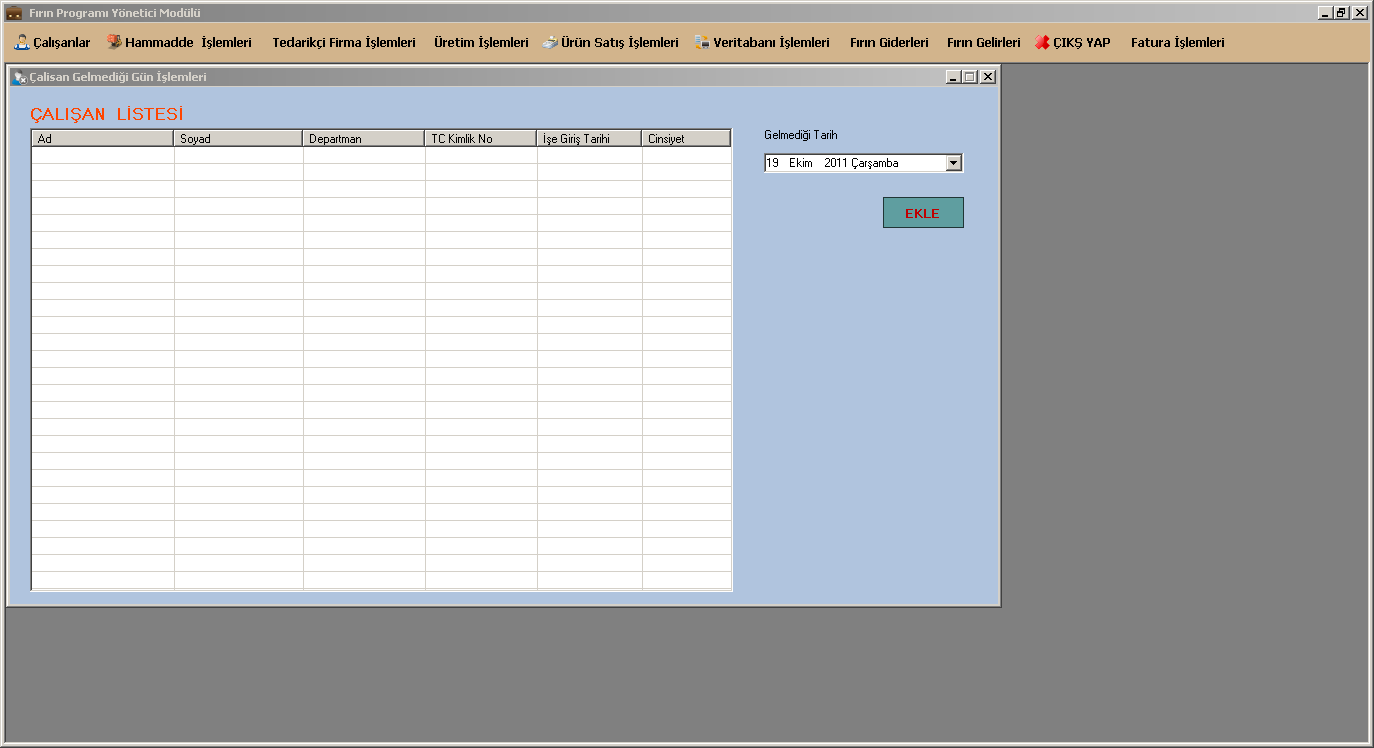 Fırın Programı Yönetici Modülü
Çalışanlar Hammadde İşlemleri Tedarikçi Firma İşlemleri Üretim İşlemleri Ürün Satış İşlemleri Veritabanı İşlemleri Fırın Giderleri Fırın Gelirleri ÇIKŞ YAP Fatura İşlemleri
Çalisan Gelmediği Gün İşlemleri
ÇALIŞAN LİSTESİ
Ad Soyad Departman TC Kimlik No İşe Giriş Tarihi Cinsiyet
Gelmediği Tarih
19 Ekim 2011 Çarşamba
EKLE